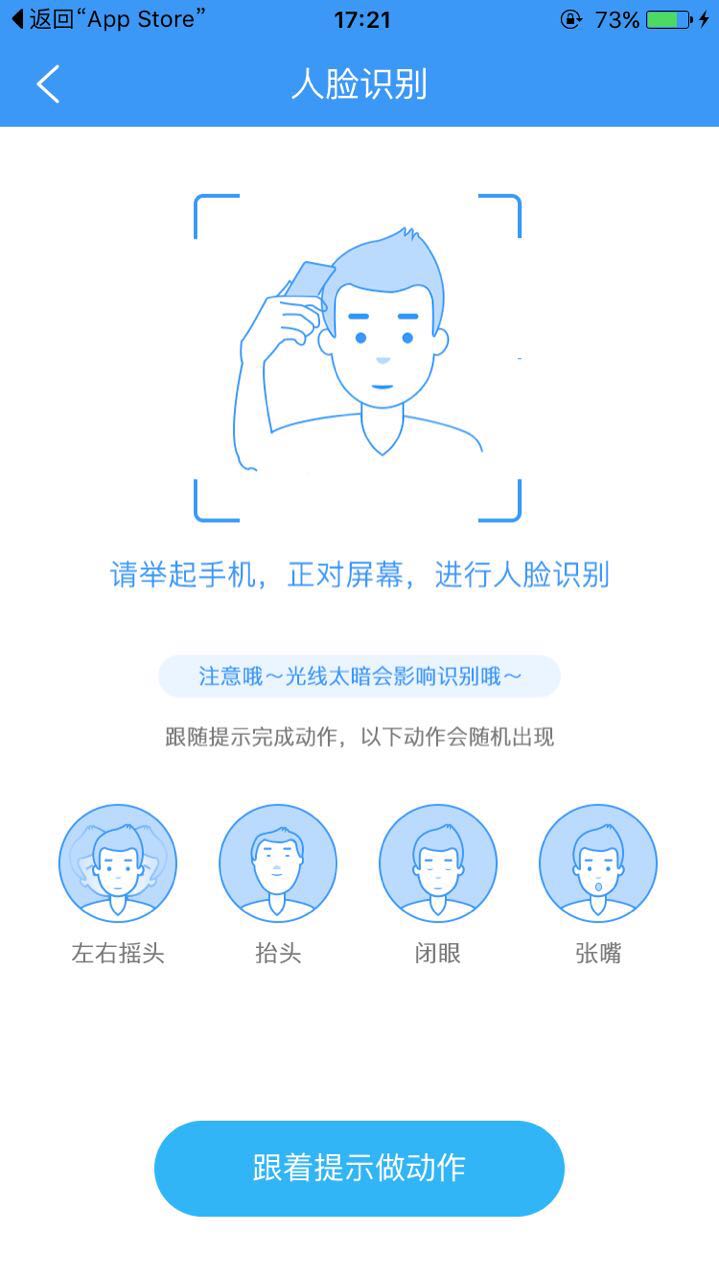 返回“App Store”
17:21
73%
人脸识别
请举起手机，正对屏幕，进行人脸识别
注意哦～光线太暗会影响识别哦～
跟随提示完成动作，以下动作会随机出现
左右摇头
抬头
闭眼
张嘴
跟着提示做动作